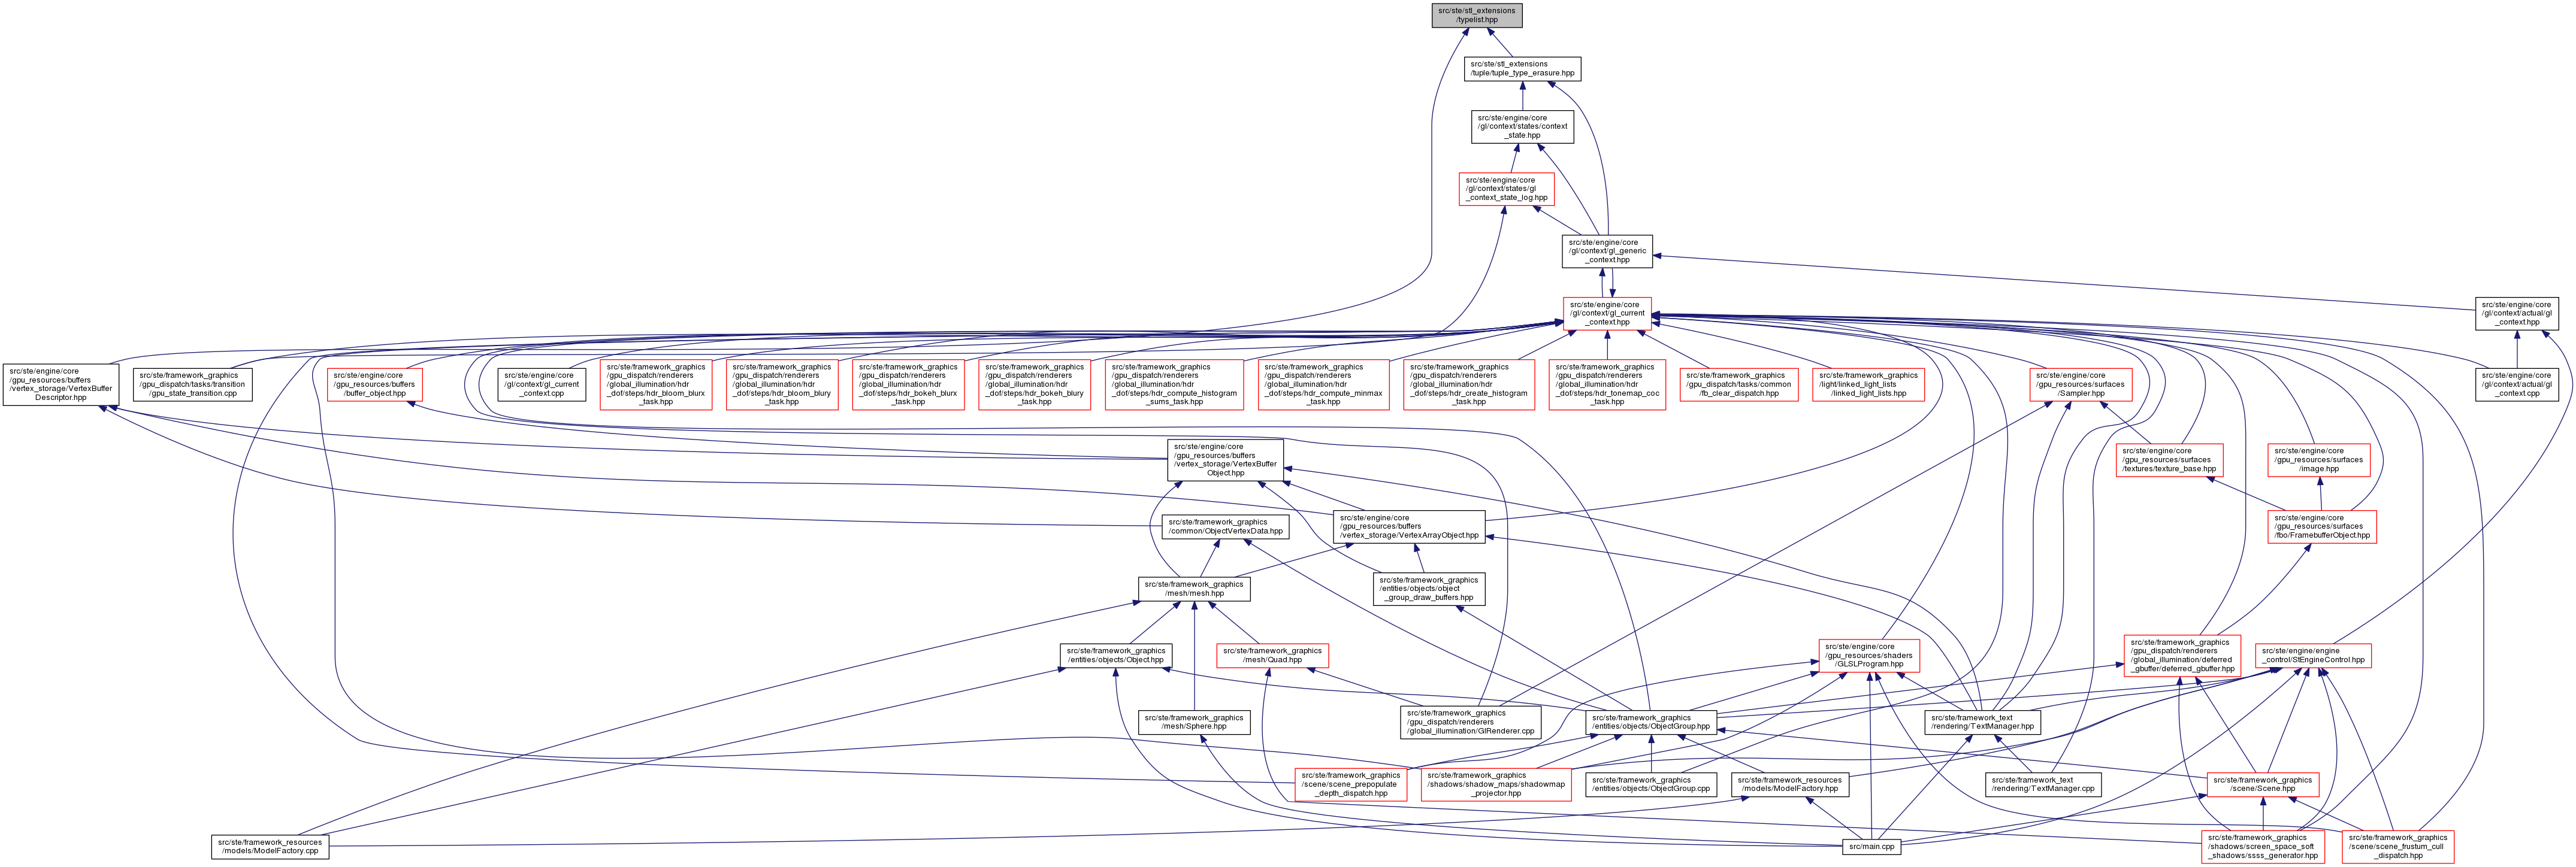 src/ste/stl_extensions
/typelist.hpp
src/ste/stl_extensions
/tuple/tuple_type_erasure.hpp
src/ste/engine/core
/gl/context/states/context
_state.hpp
src/ste/engine/core
/gl/context/states/gl
_context_state_log.hpp
src/ste/engine/core
/gl/context/gl_generic
_context.hpp
src/ste/engine/core
/gl/context/gl_current
_context.hpp
src/ste/engine/core
/gl/context/actual/gl
_context.hpp
src/ste/engine/core
/gpu_resources/buffers
/vertex_storage/VertexBuffer
Descriptor.hpp
src/ste/framework_graphics
/gpu_dispatch/tasks/transition
/gpu_state_transition.cpp
src/ste/engine/core
/gpu_resources/buffers
/buffer_object.hpp
src/ste/engine/core
/gl/context/gl_current
_context.cpp
src/ste/framework_graphics
/gpu_dispatch/renderers
/global_illumination/hdr
_dof/steps/hdr_bloom_blurx
_task.hpp
src/ste/framework_graphics
/gpu_dispatch/renderers
/global_illumination/hdr
_dof/steps/hdr_bloom_blury
_task.hpp
src/ste/framework_graphics
/gpu_dispatch/renderers
/global_illumination/hdr
_dof/steps/hdr_bokeh_blurx
_task.hpp
src/ste/framework_graphics
/gpu_dispatch/renderers
/global_illumination/hdr
_dof/steps/hdr_bokeh_blury
_task.hpp
src/ste/framework_graphics
/gpu_dispatch/renderers
/global_illumination/hdr
_dof/steps/hdr_compute_histogram
_sums_task.hpp
src/ste/framework_graphics
/gpu_dispatch/renderers
/global_illumination/hdr
_dof/steps/hdr_compute_minmax
_task.hpp
src/ste/framework_graphics
/gpu_dispatch/renderers
/global_illumination/hdr
_dof/steps/hdr_create_histogram
_task.hpp
src/ste/framework_graphics
/gpu_dispatch/renderers
/global_illumination/hdr
_dof/steps/hdr_tonemap_coc
_task.hpp
src/ste/framework_graphics
/gpu_dispatch/tasks/common
/fb_clear_dispatch.hpp
src/ste/framework_graphics
/light/linked_light_lists
/linked_light_lists.hpp
src/ste/engine/core
/gpu_resources/surfaces
/Sampler.hpp
src/ste/engine/core
/gl/context/actual/gl
_context.cpp
src/ste/engine/core
/gpu_resources/buffers
/vertex_storage/VertexBuffer
Object.hpp
src/ste/engine/core
/gpu_resources/surfaces
/textures/texture_base.hpp
src/ste/engine/core
/gpu_resources/surfaces
/image.hpp
src/ste/framework_graphics
/common/ObjectVertexData.hpp
src/ste/engine/core
/gpu_resources/buffers
/vertex_storage/VertexArrayObject.hpp
src/ste/engine/core
/gpu_resources/surfaces
/fbo/FramebufferObject.hpp
src/ste/framework_graphics
/mesh/mesh.hpp
src/ste/framework_graphics
/entities/objects/object
_group_draw_buffers.hpp
src/ste/framework_graphics
/entities/objects/Object.hpp
src/ste/framework_graphics
/mesh/Quad.hpp
src/ste/engine/core
/gpu_resources/shaders
/GLSLProgram.hpp
src/ste/framework_graphics
/gpu_dispatch/renderers
/global_illumination/deferred
_gbuffer/deferred_gbuffer.hpp
src/ste/engine/engine
_control/StEngineControl.hpp
src/ste/framework_graphics
/mesh/Sphere.hpp
src/ste/framework_graphics
/gpu_dispatch/renderers
/global_illumination/GIRenderer.cpp
src/ste/framework_graphics
/entities/objects/ObjectGroup.hpp
src/ste/framework_text
/rendering/TextManager.hpp
src/ste/framework_graphics
/scene/scene_prepopulate
_depth_dispatch.hpp
src/ste/framework_graphics
/shadows/shadow_maps/shadowmap
_projector.hpp
src/ste/framework_graphics
/entities/objects/ObjectGroup.cpp
src/ste/framework_resources
/models/ModelFactory.hpp
src/ste/framework_text
/rendering/TextManager.cpp
src/ste/framework_graphics
/scene/Scene.hpp
src/ste/framework_resources
/models/ModelFactory.cpp
src/main.cpp
src/ste/framework_graphics
/shadows/screen_space_soft
_shadows/ssss_generator.hpp
src/ste/framework_graphics
/scene/scene_frustum_cull
_dispatch.hpp